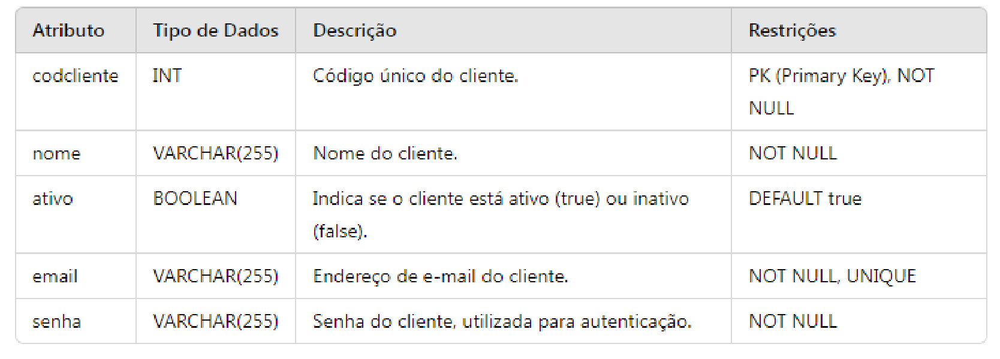 Atributo Tipo de Dados Descrição Restrições
codcliente INT Código único do cliente. PK (Primary Key), NOT
NULL
nome VARCHAR(255) Nome do cliente. NOT NULL
ativo BOOLEAN Indica se o cliente está ativo (true) ou inativo DEFAULT true
(false).
email VARCHAR(255) Endereço de e-mail do cliente. NOT NULL, UNIQUE
senha VARCHAR(255) Senha do cliente, utilizada para autenticação. NOT NULL